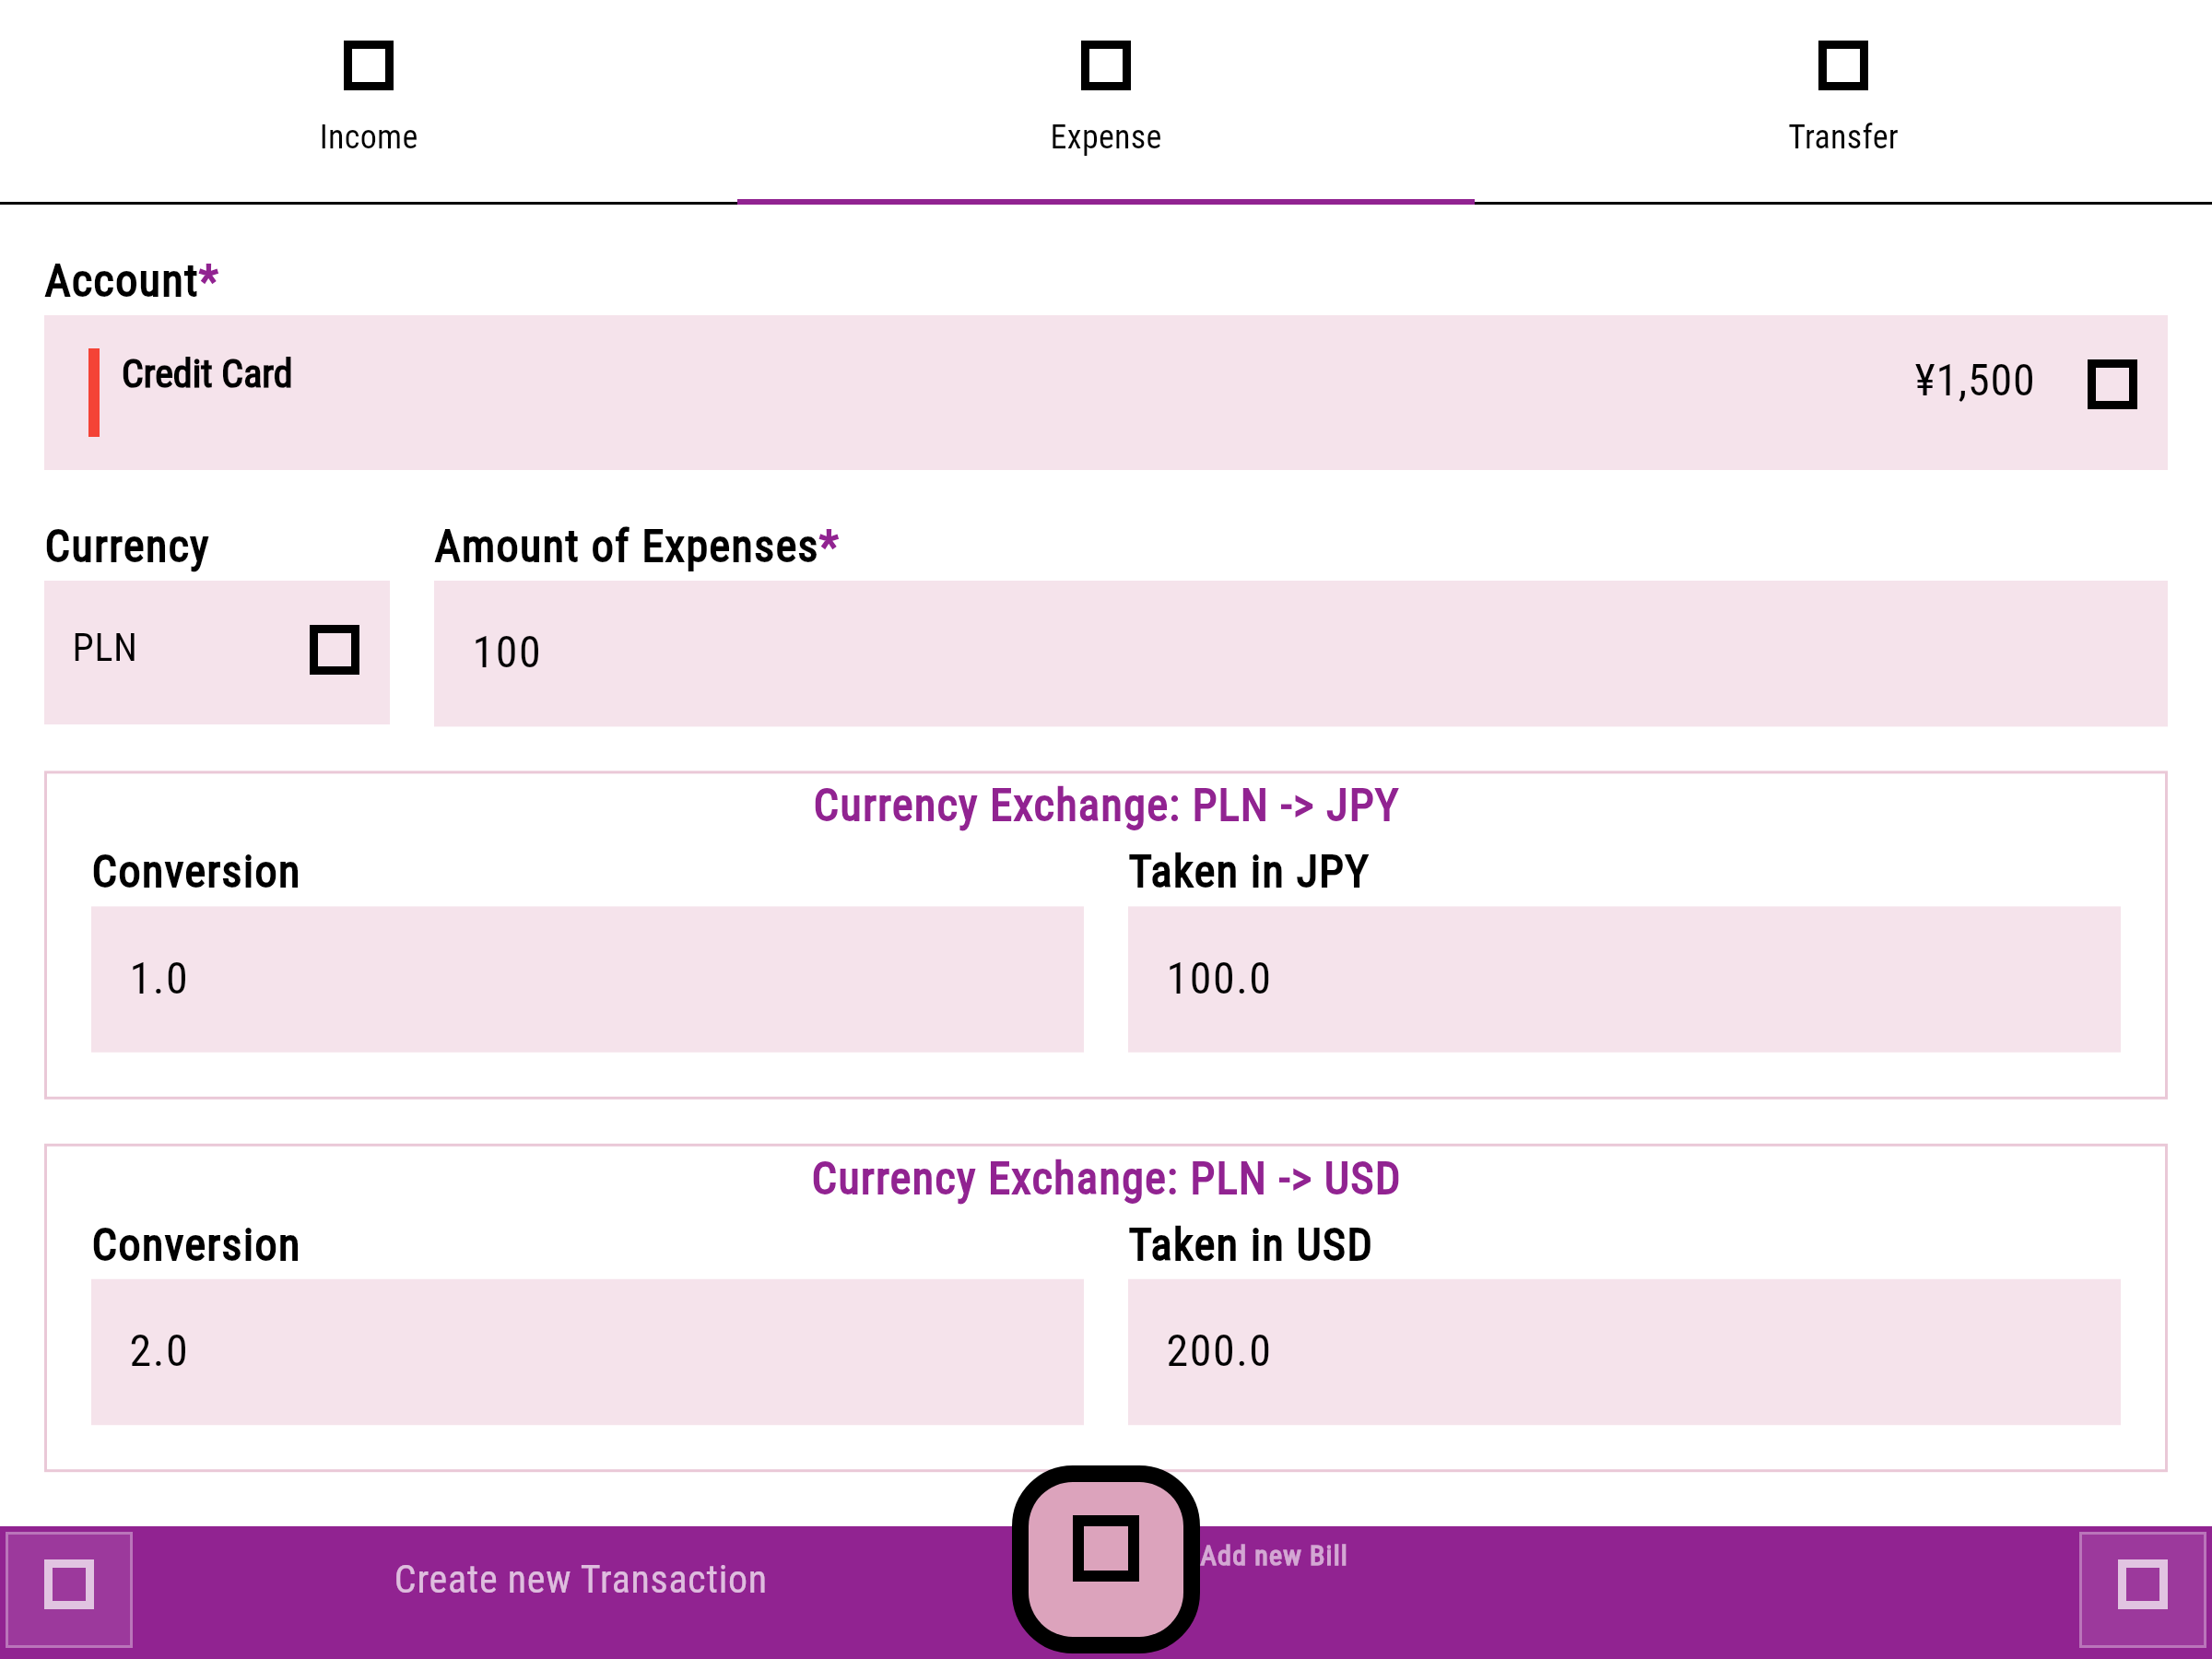 Income
Expense
Transfer
Account*
Credit Card
¥1,500
Currency
Amount of Expenses*
PLN
100
Currency Exchange: PLN -> JPY
Conversion
Taken in JPY
1.0
100.0
Currency Exchange: PLN -> USD
Conversion
Taken in USD
2.0
200.0
Create new Transaction
Add new Bill